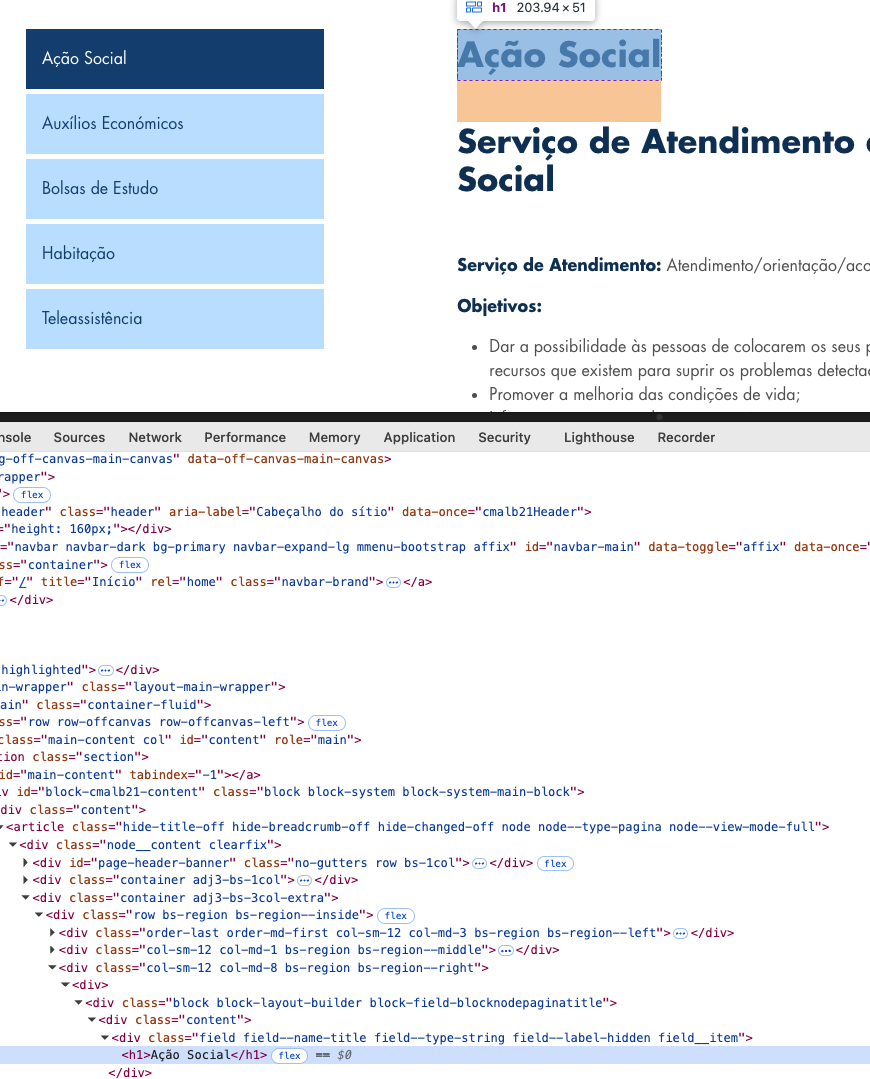 h1 203.94 × 51
Ação Social
Auxílios Económicos
Bolsas de Estudo
Habitação
Teleassistência
Ação Social
Serviço de Atendimento
Social
Serviço de Atendimento: Atendimento/orientação/aco
Objetivos:
• Dar a possibilidade às pessoas de colocarem os seus p
recursos que existem para suprir os problemas detecta
• Promover a melhoria das condições de vida;
nsole Sources Network Performance Memory Application Security Lighthouse Recorder
g-off-canvas-main-canvas" data-off-canvas-main-canvas>
rapper">
"> flex
header" class="header" aria-label="Cabeçalho do sítio" data-once="cmalb21Header">
="height: 160px;"></div>
="navbar navbar-dark bg-primary navbar-expand-lg mmenu-bootstrap affix" id="navbar-main" data-toggle="affix" data-once="
ss="container"> flex
f="/" title="Início" rel="home" class="navbar-brand"> ⋯ </a>
⋯ </div>
highlighted"> ⋯ </div>
in-wrapper" class="layout-main-wrapper">
ain" class="container-fluid">
ss="row row-offcanvas row-offcanvas-left"> flex
class="main-content col" id="content" role="main">
tion class="section">
id="main-content" tabindex="-1"></a>
v id="block-cmalb21-content" class="block block-system block-system-main-block">
div class="content">
<article class="hide-title-off hide-breadcrumb-off hide-changed-off node node--type-pagina node--view-mode-full">
<div class="node__content clearfix">
<div id="page-header-banner" class="no-gutters row bs-1col"> ⋯ </div> flex
<div class="container adj3-bs-1col"> ⋯ </div>
<div class="container adj3-bs-3col-extra">
<div class="row bs-region bs-region--inside"> flex
<div class="order-last order-md-first col-sm-12 col-md-3 bs-region bs-region--left"> ⋯ </div>
<div class="col-sm-12 col-md-1 bs-region bs-region--middle"> ⋯ </div>
<div class="col-sm-12 col-md-8 bs-region bs-region--right">
<div>
<div class="block block-layout-builder block-field-blocknodepaginatitle">
<div class="content">
<div class="field field--name-title field--type-string field--label-hidden field__item">
<h1>Ação Social</h1> flex == $0
</div>